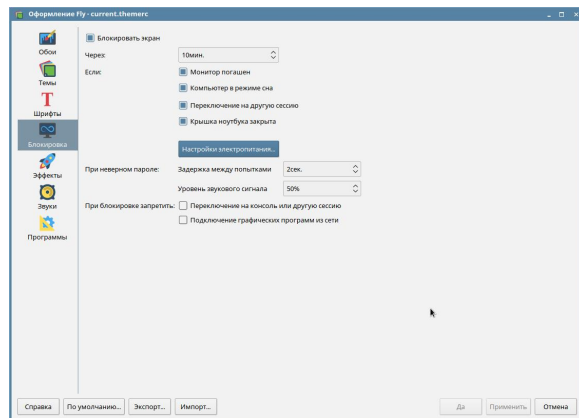 Оформление Fly - current.themerc
Обои
Темы
Шрифты
Блокировка
Эффекты
Звуки
Программы
Блокировать экран
Через: 10мин.
Если: Монитор погашен
Компьютер в режиме сна
Переключение на другую сессию
Крышка ноутбука закрыта
Настройки электропитания...
При неверном пароле: Задержка между попытками 2сек.
Уровень звукового сигнала 50%
При блокировке запретить: Переключение на консоль или другую сессию
Подключение графических программ из сети
Справка По умолчанию... Экспорт... Импорт... Да Применить Отмена